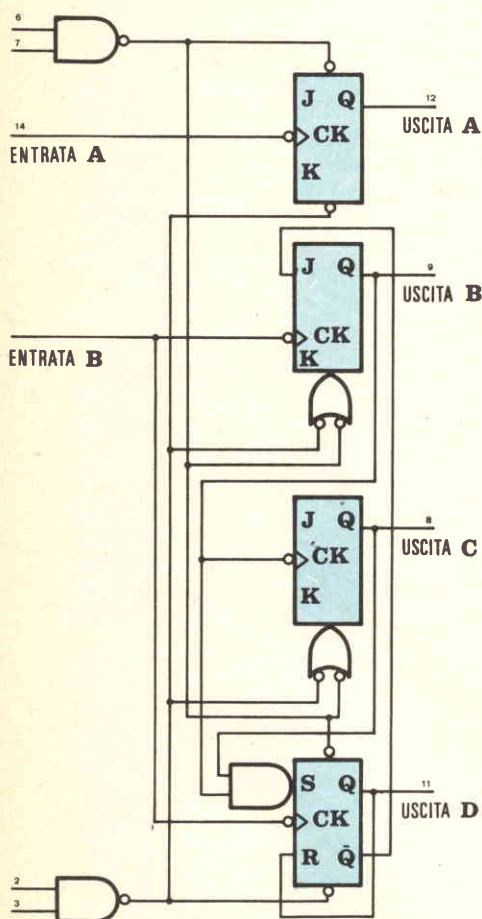 6
7
J Q
12
USCITA A
14
CK
ENTRATA A
K
J Q
9
USCITA B
CK
ENTRATA B
K
J Q
8
USCITA C
CK
K
S Q
11
USCITA D
CK
R Q̄
2
3